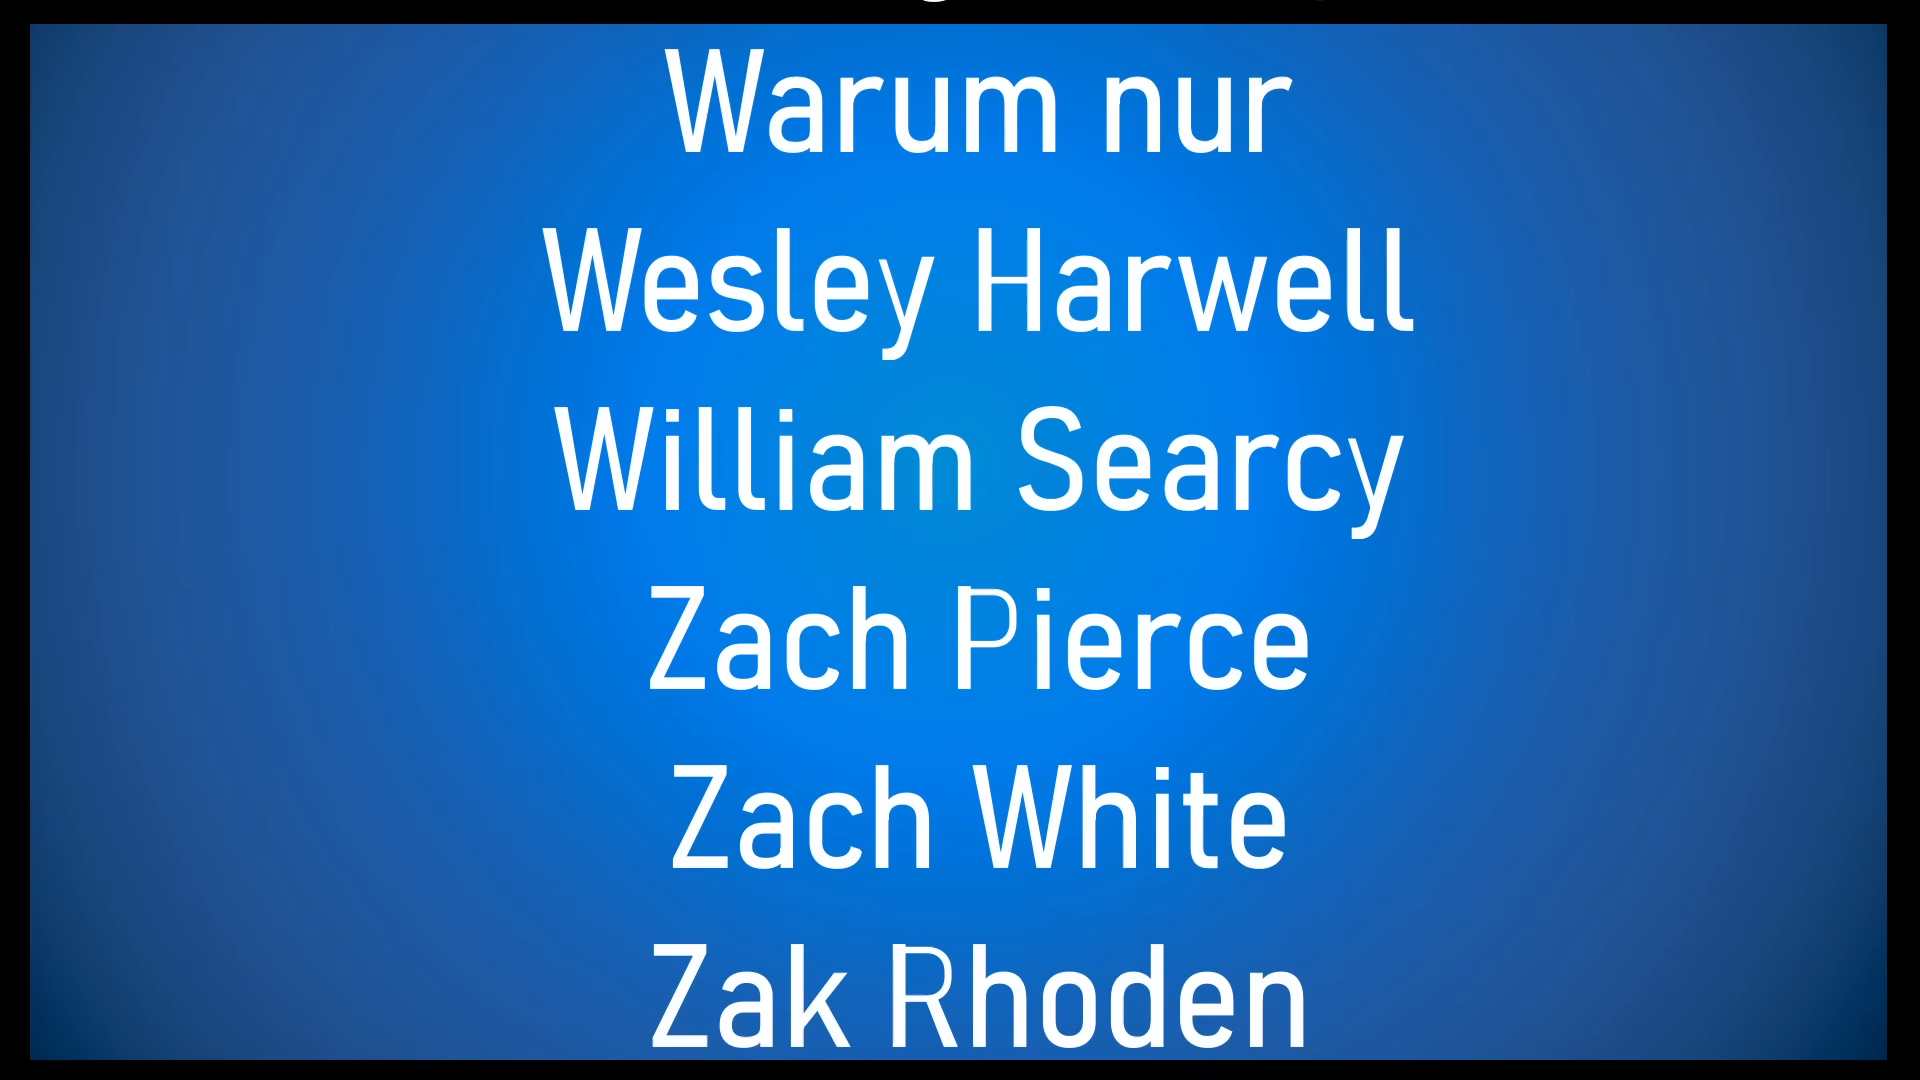 Warum nur
Wesley Harwell
William Searcy
Zach Pierce
Zach White
Zak Rhoden